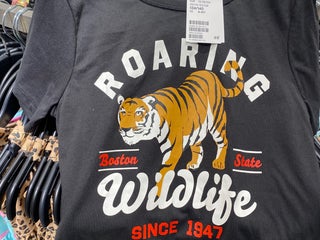 ROARING
Boston State
Wildlife
SINCE 1947